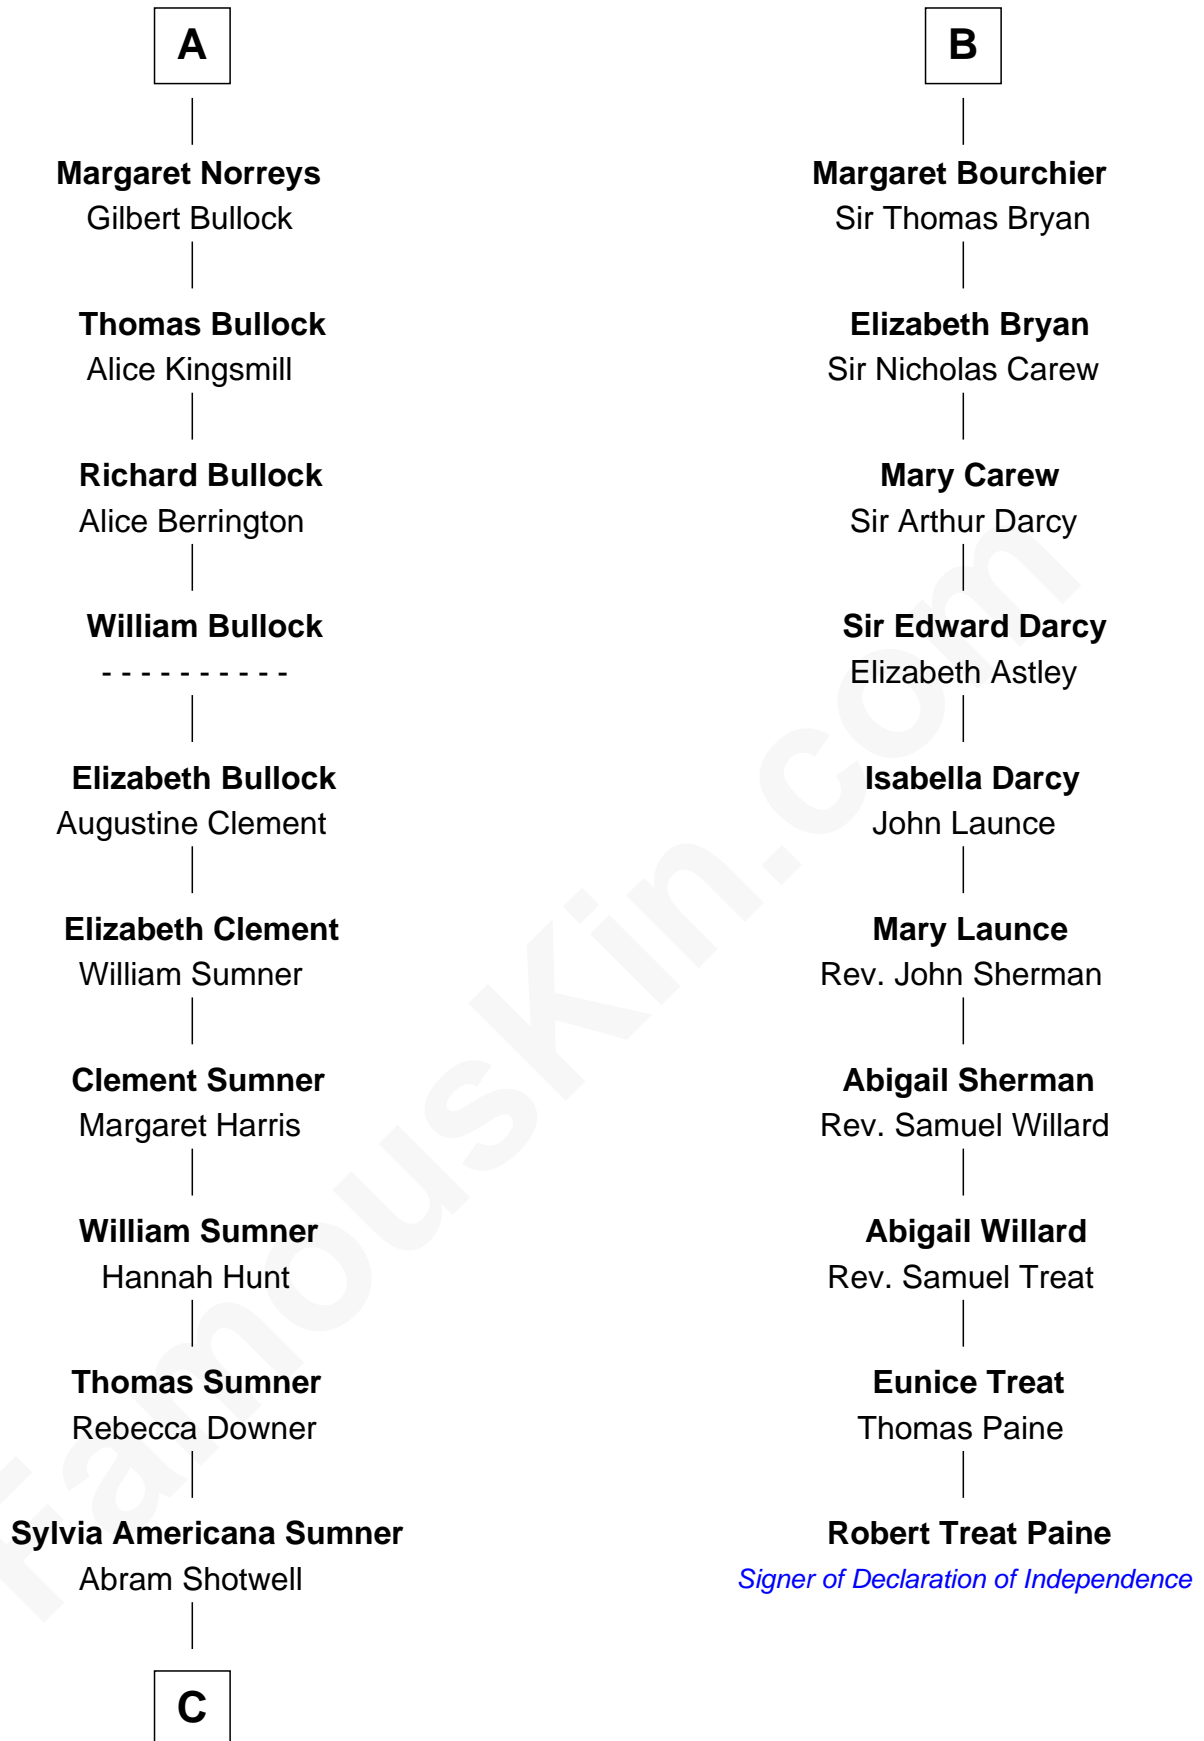 A
Margaret Norreys
Gilbert Bullock
Thomas Bullock
Alice Kingsmill
Richard Bullock
Alice Berrington
William Bullock
- - - - - - - - - -
Elizabeth Bullock
Augustine Clement
Elizabeth Clement
William Sumner
Clement Sumner
Margaret Harris
William Sumner
Hannah Hunt
Thomas Sumner
Rebecca Downer
Sylvia Americana Sumner
Abram Shotwell
C
B
Margaret Bourchier
Sir Thomas Bryan
Elizabeth Bryan
Sir Nicholas Carew
Mary Carew
Sir Arthur Darcy
Sir Edward Darcy
Elizabeth Astley
Isabella Darcy
John Launce
Mary Launce
Rev. John Sherman
Abigail Sherman
Rev. Samuel Willard
Abigail Willard
Rev. Samuel Treat
Eunice Treat
Thomas Paine
Robert Treat Paine
Signer of Declaration of Independence
FamousKin.com